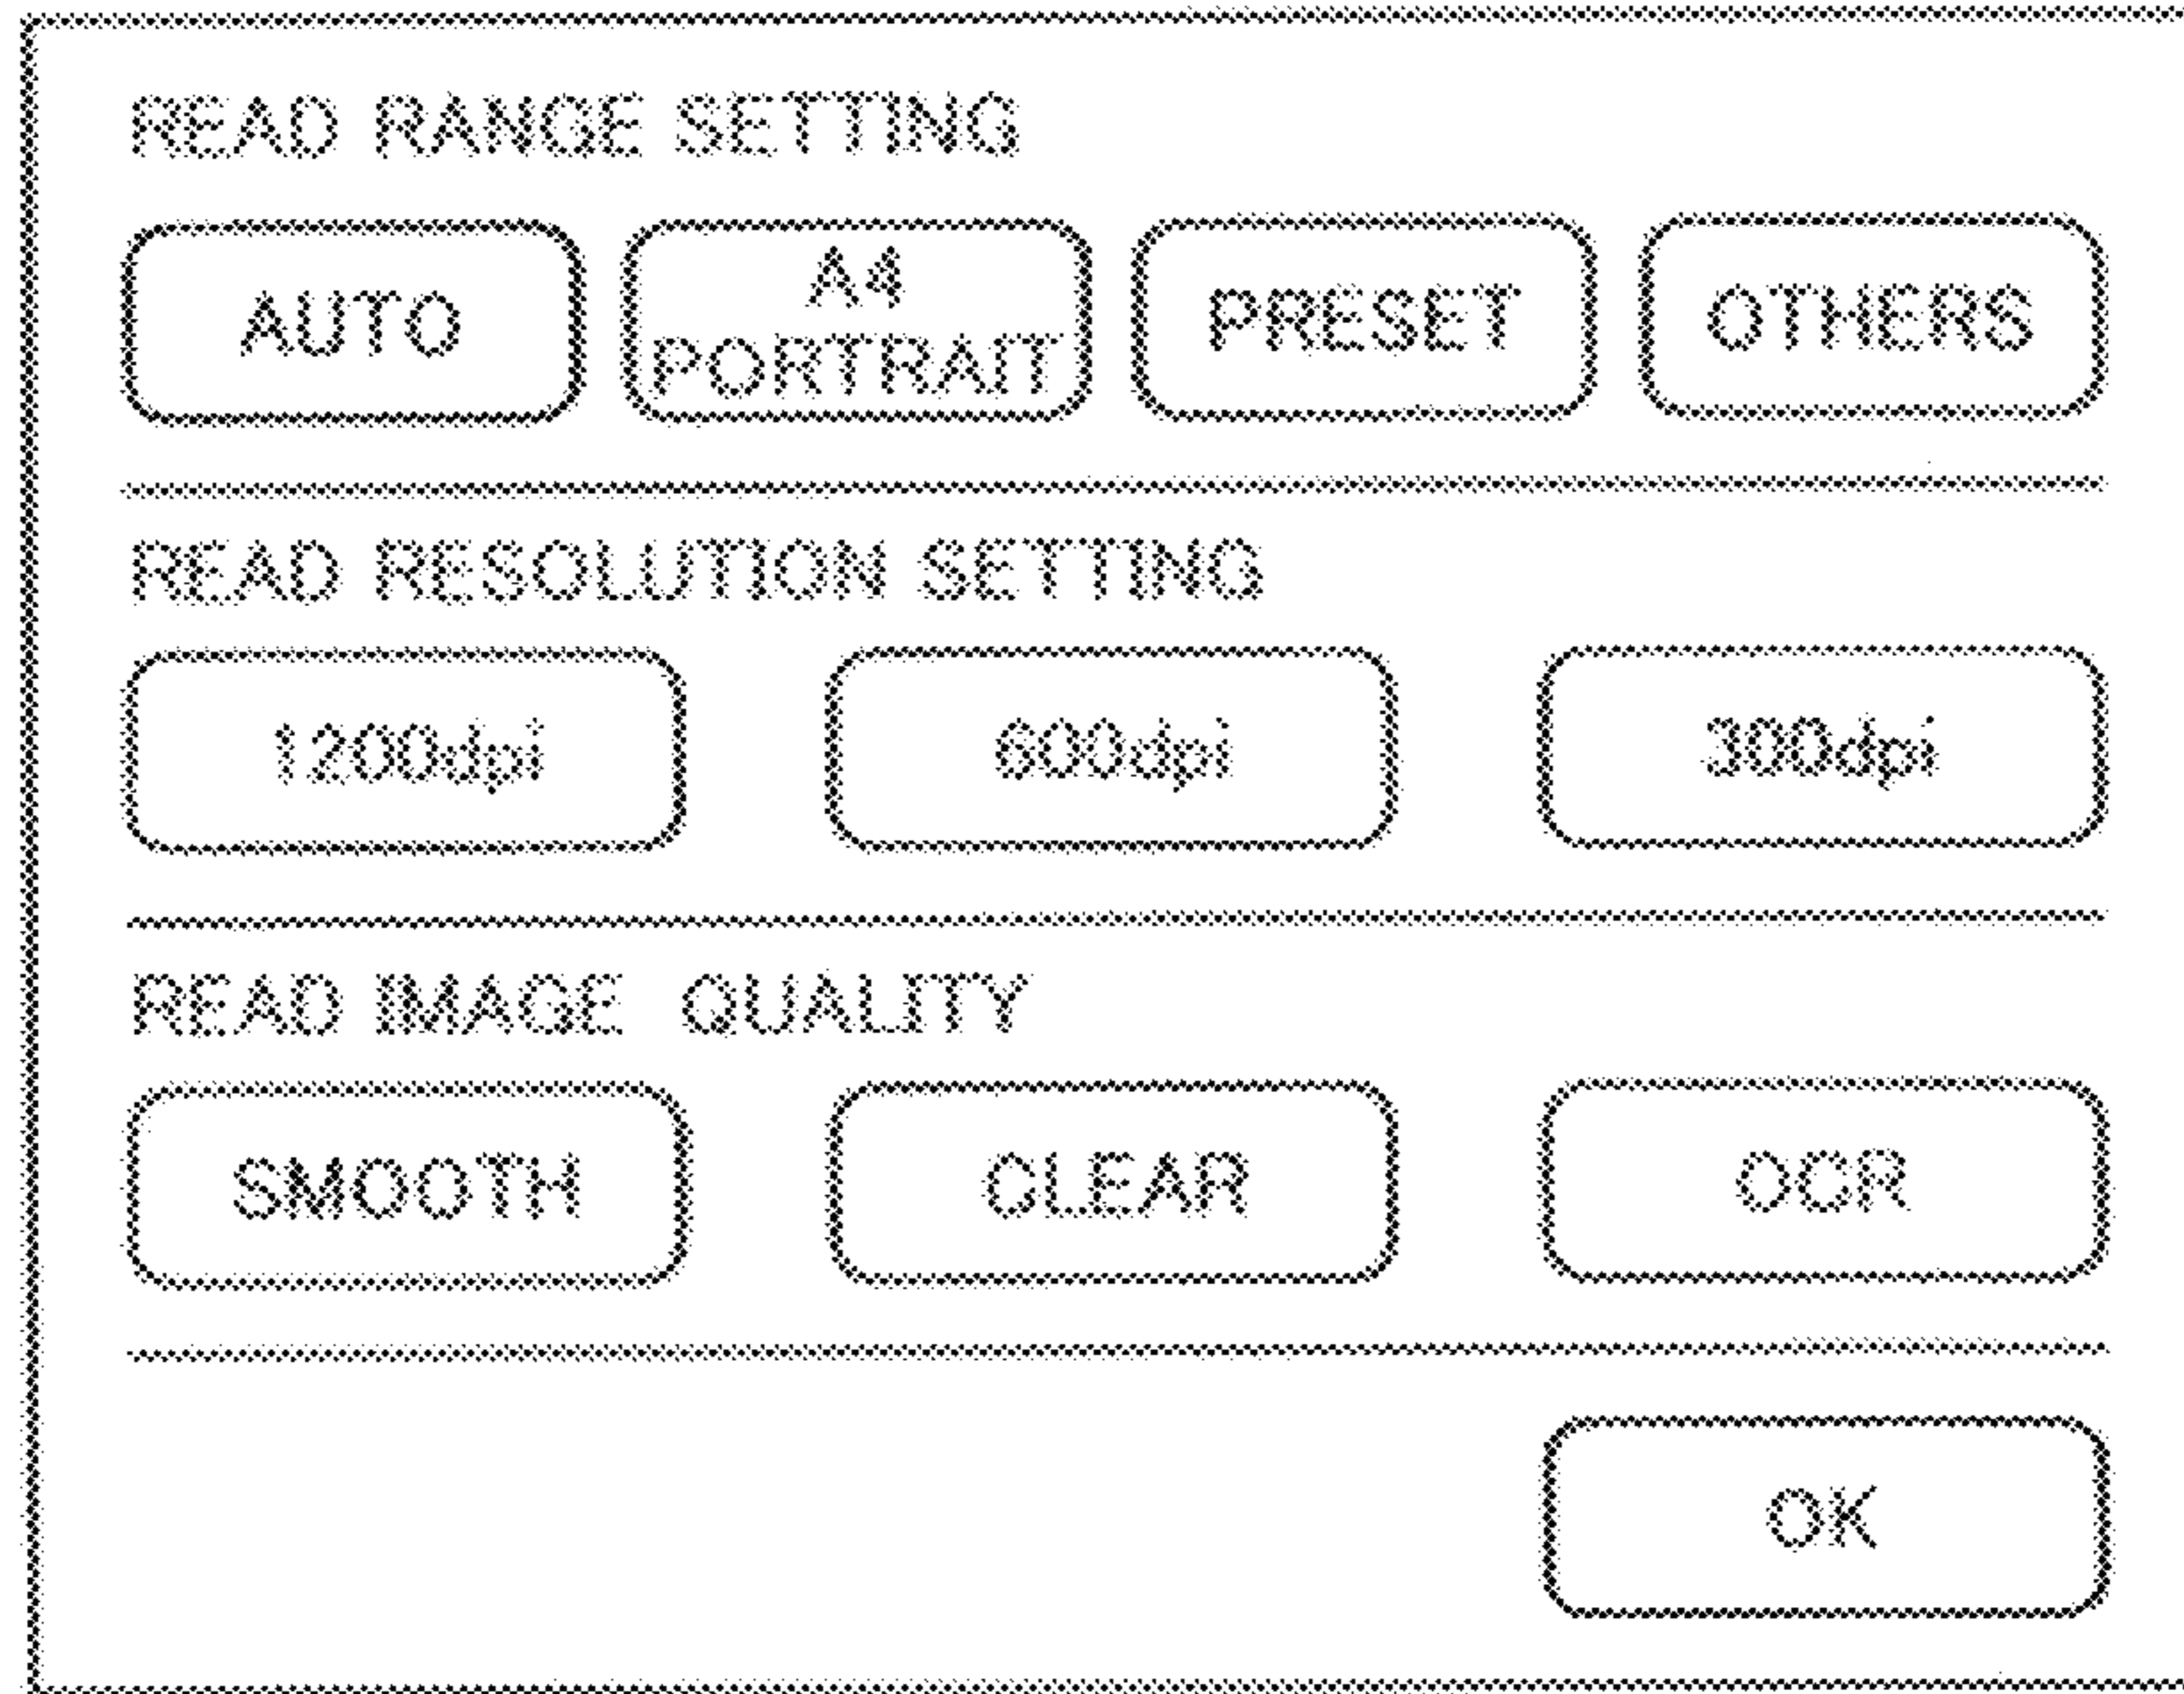 READ RANGE SETTING
AUTO
A4
PORTRAIT
PRESET
OTHERS
READ RESOLUTION SETTING
1200dpi
600dpi
300dpi
READ IMAGE QUALITY
SMOOTH
CLEAR
OCR
OK